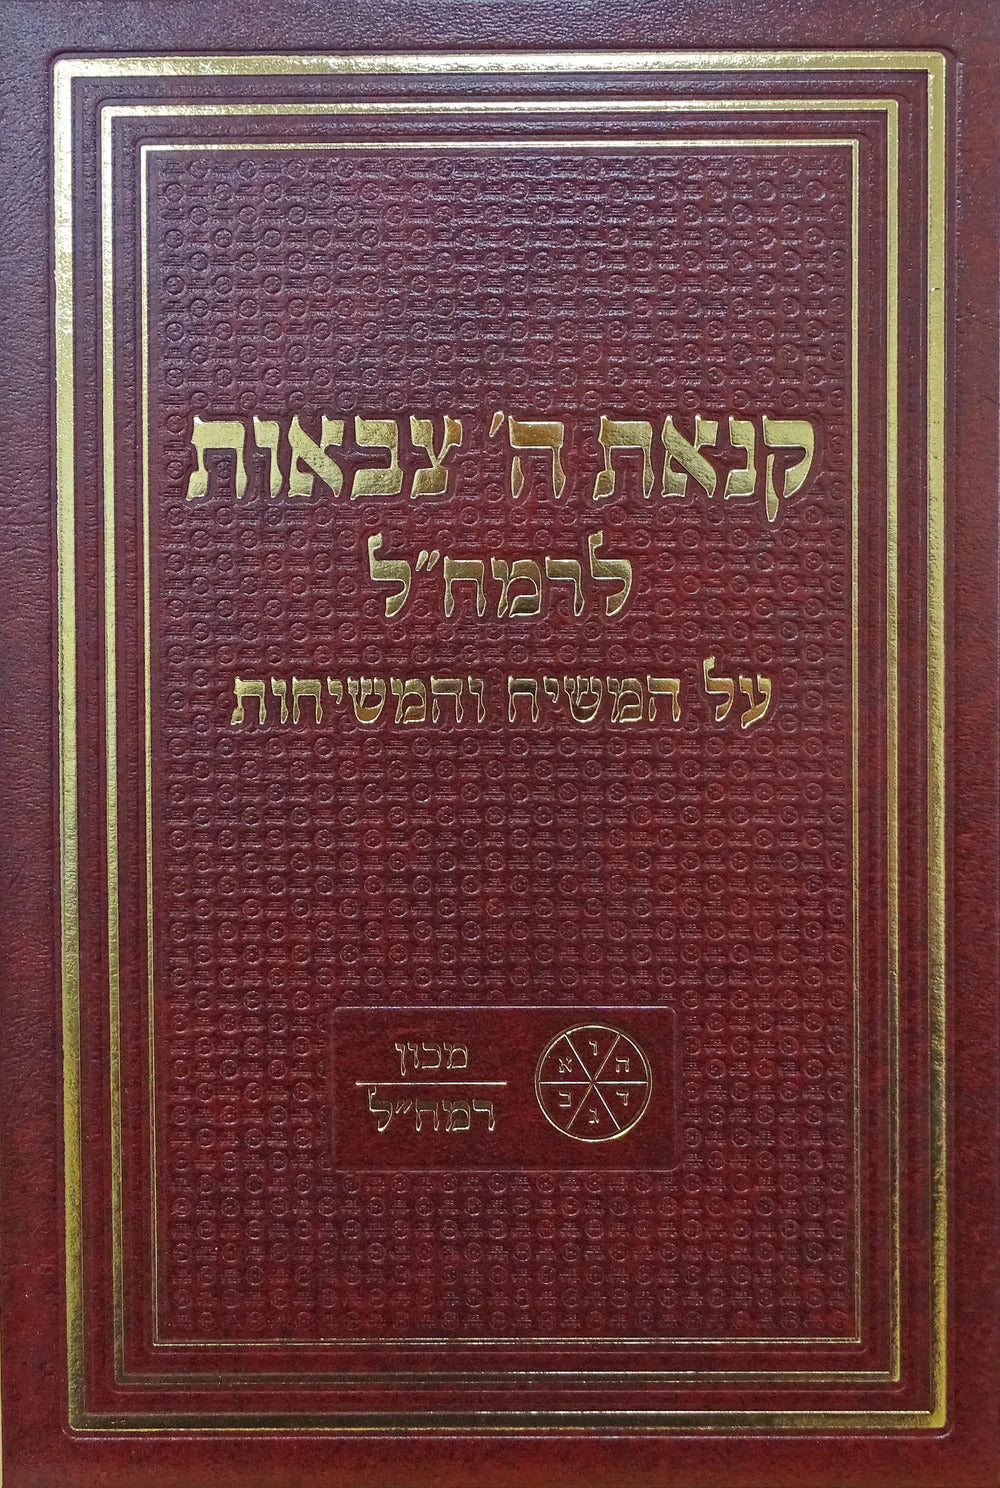 קנאת ה' צבאות
לרמח"ל
על המשיח והמשיחות
מכון
רמח"ל
ו
ה
ד
ג
ב
א